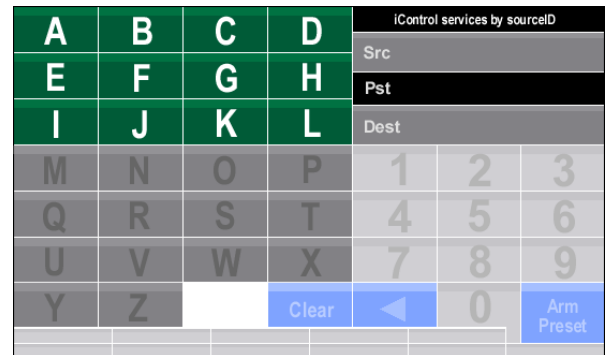 A B C D iControl services by sourceID
Src
E F G H Pst
I J K L Dest
M N O P 1 2 3
Q R S T 4 5 6
U V W X 7 8 9
Y Z Clear ◀ 0 Arm
Preset